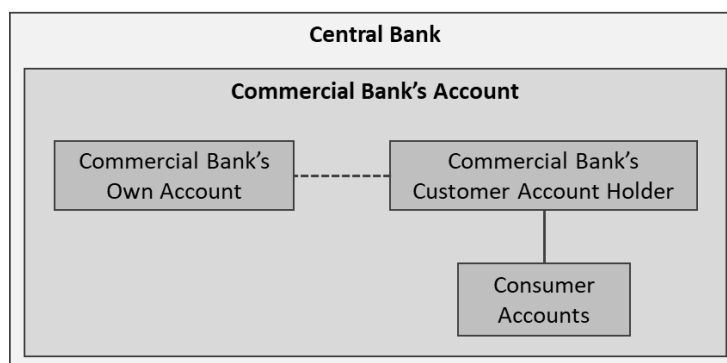 Central Bank
Commercial Bank’s Account
Commercial Bank’s
Own Account
Commercial Bank’s
Customer Account Holder
Consumer
Accounts